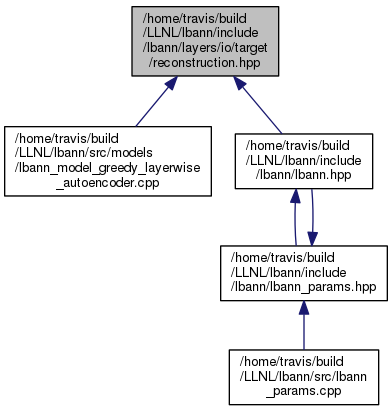 /home/travis/build
/LLNL/lbann/include
/lbann/layers/io/target
/reconstruction.hpp
/home/travis/build
/LLNL/lbann/src/models
/lbann_model_greedy_layerwise
_autoencoder.cpp
/home/travis/build
/LLNL/lbann/include
/lbann/lbann.hpp
/home/travis/build
/LLNL/lbann/include
/lbann/lbann_params.hpp
/home/travis/build
/LLNL/lbann/src/lbann
_params.cpp